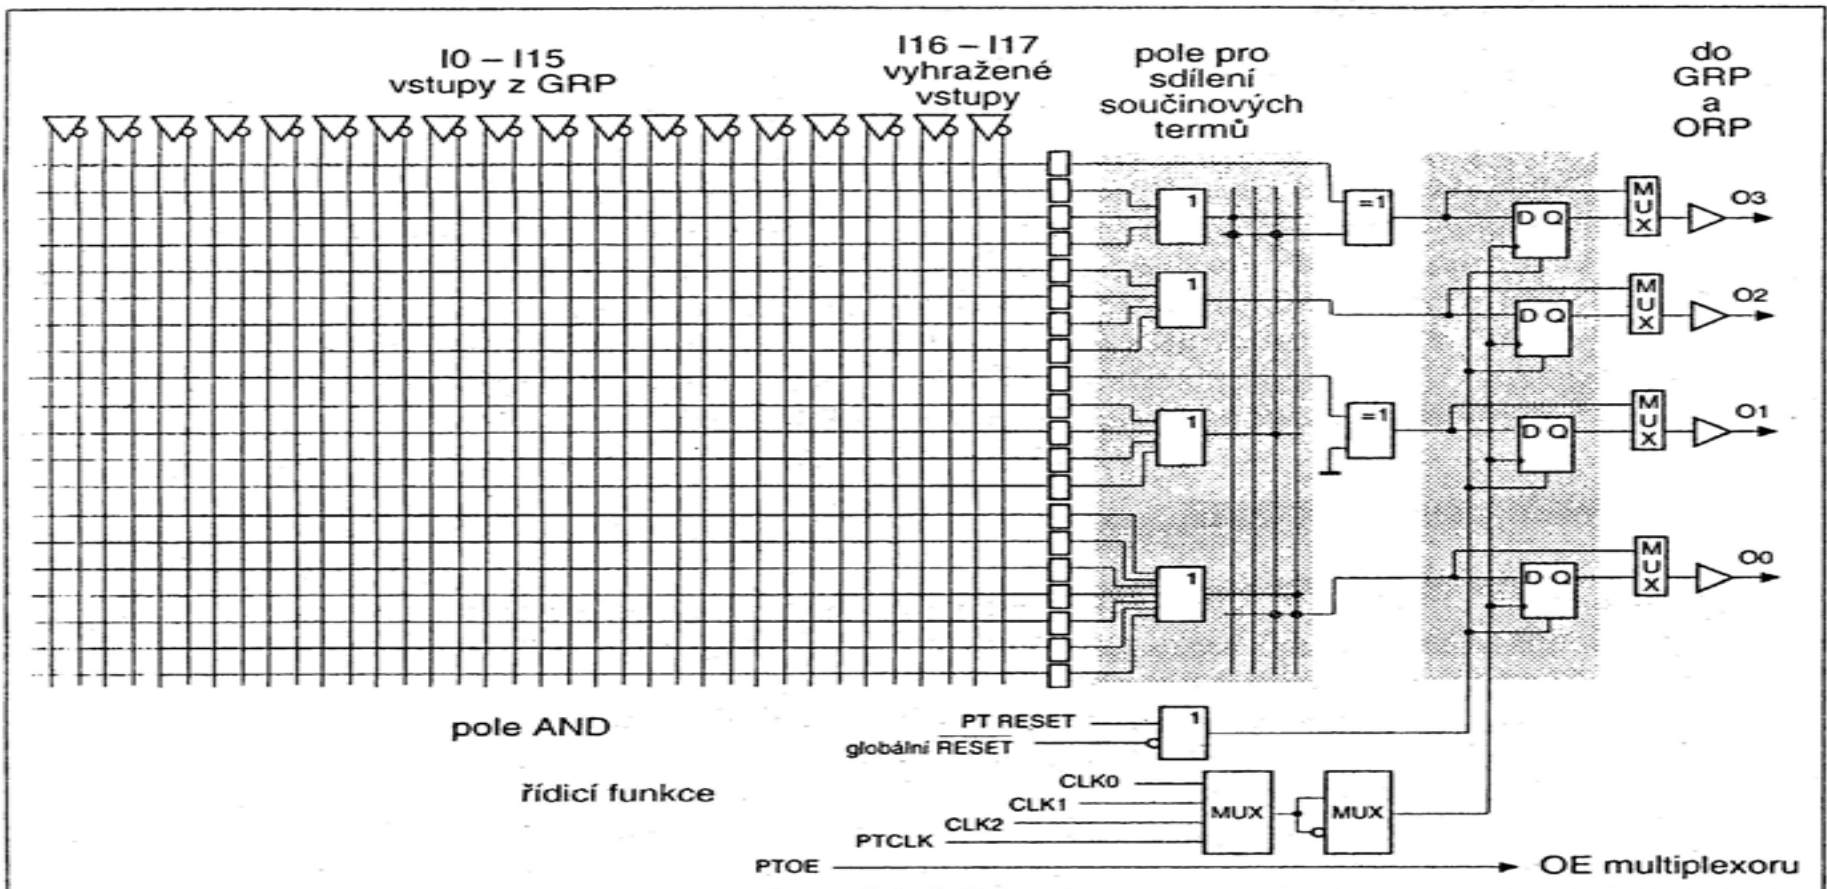 I0 – I15
vstupy z GRP
I16 – I17
vyhražené
vstupy
pole pro
sdílení
součinových
termů
do
GRP
a
ORP
1
=1
D Q
MUX
O3
1
D Q
MUX
O2
1
=1
D Q
MUX
O1
1
D Q
MUX
O0
pole AND
PT RESET
globální RESET
1
řídicí funkce
CLK0
CLK1
CLK2
PTCLK
MUX
MUX
PTOE
OE multiplexoru